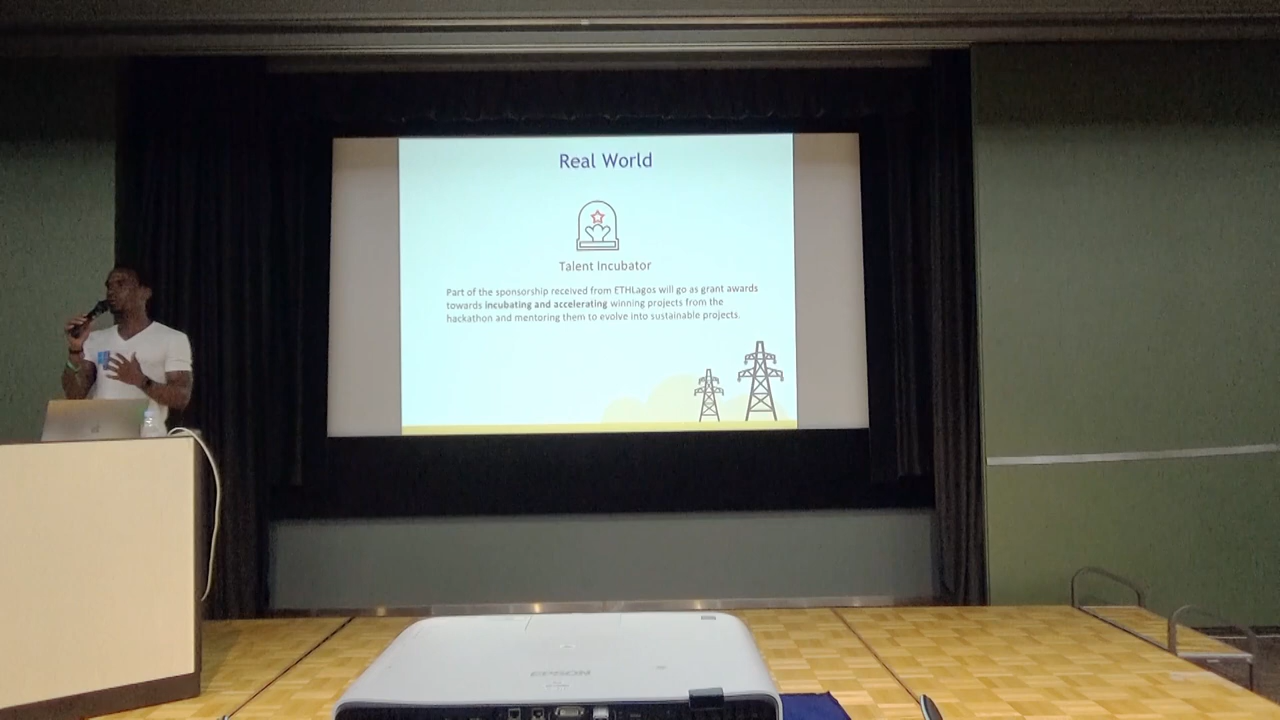 Real World
Talent Incubator
Part of the sponsorship received from ETHLagos will go as grant awards
towards incubating and accelerating winning projects from the
hackathon and mentoring them to evolve into sustainable projects.
EPSON